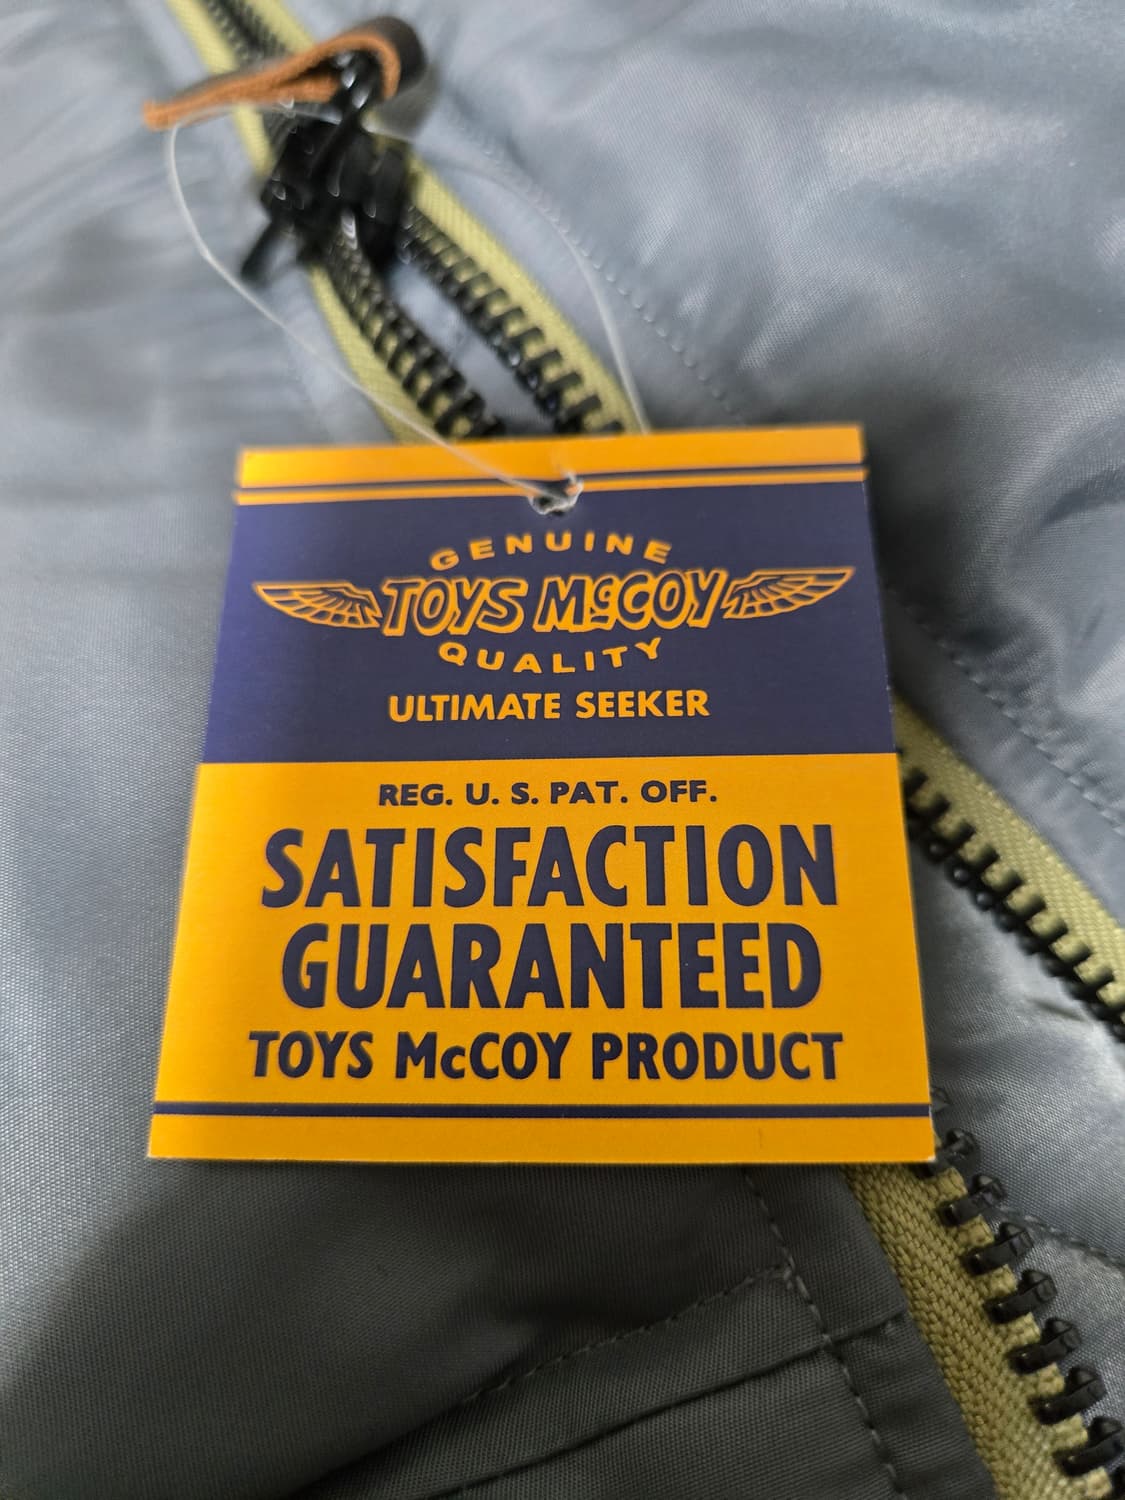 GENUINE
TOYS McCOY
QUALITY
ULTIMATE SEEKER
REG. U. S. PAT. OFF.
SATISFACTION
GUARANTEED
TOYS McCOY PRODUCT